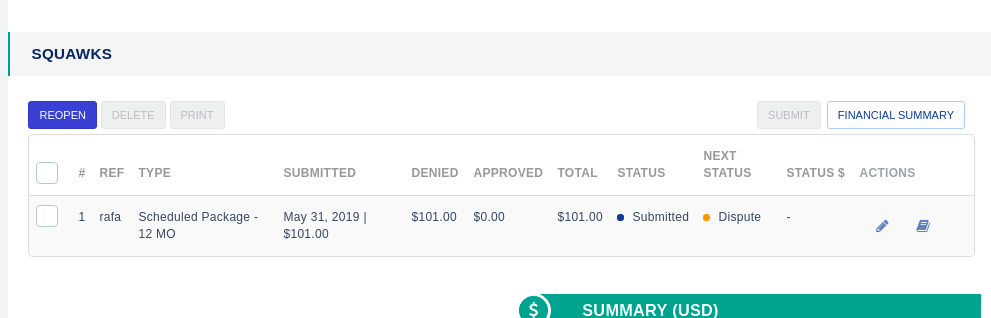 SQUAWKS
REOPEN DELETE PRINT SUBMIT FINANCIAL SUMMARY
# REF TYPE SUBMITTED DENIED APPROVED TOTAL STATUS NEXT STATUS STATUS $ ACTIONS
1 rafa Scheduled Package - May 31, 2019 | $101.00 $0.00 $101.00 Submitted Dispute -
12 MO $101.00
$ SUMMARY (USD)